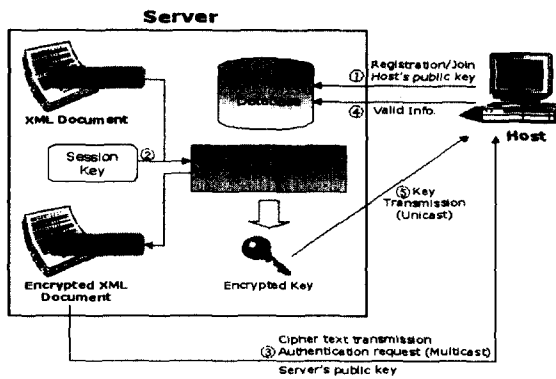 Server
XML Document
Database
① Registration/Join
Host's public key
④ Valid Info.
Host
Session
Key
②
⑤ Key
Transmission
(Unicast)
Encrypted XML
Document
Encrypted Key
Cipher text transmission
③ Authentication request (Multicast)
Server's public key